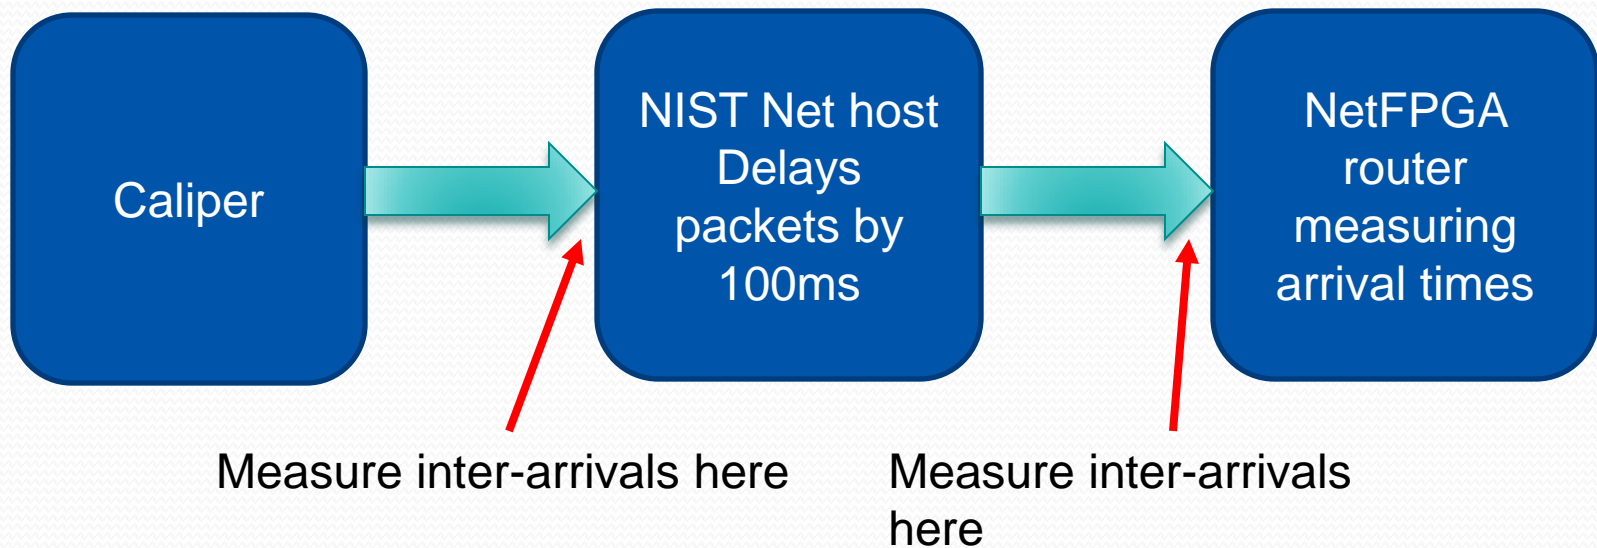 Caliper
NIST Net host
Delays
packets by
100ms
NetFPGA
router
measuring
arrival times
Measure inter-arrivals here
Measure inter-arrivals
here